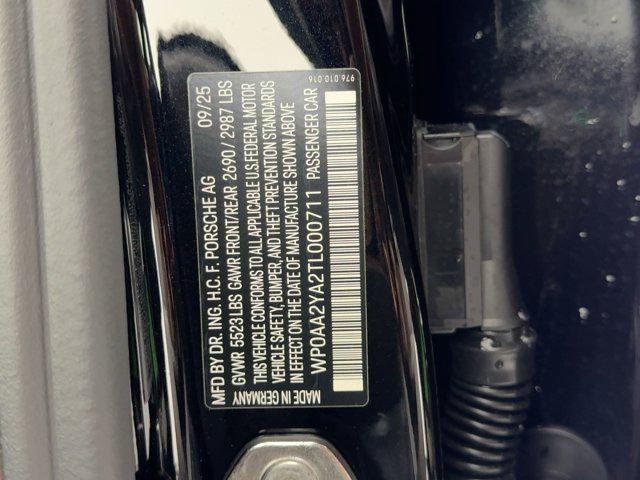 MFD BY DR. ING. H.C. F. PORSCHE AG 09/25
GVWR 5523 LBS GAWR FRONT/REAR 2690 / 2987 LBS
THIS VEHICLE CONFORMS TO ALL APPLICABLE U.S.FEDERAL MOTOR
VEHICLE SAFETY, BUMPER, AND THEFT PREVENTION STANDARDS
IN EFFECT ON THE DATE OF MANUFACTURE SHOWN ABOVE
WP0AA2YA2TL000711 PASSENGER CAR
MADE IN GERMANY
976.010.016